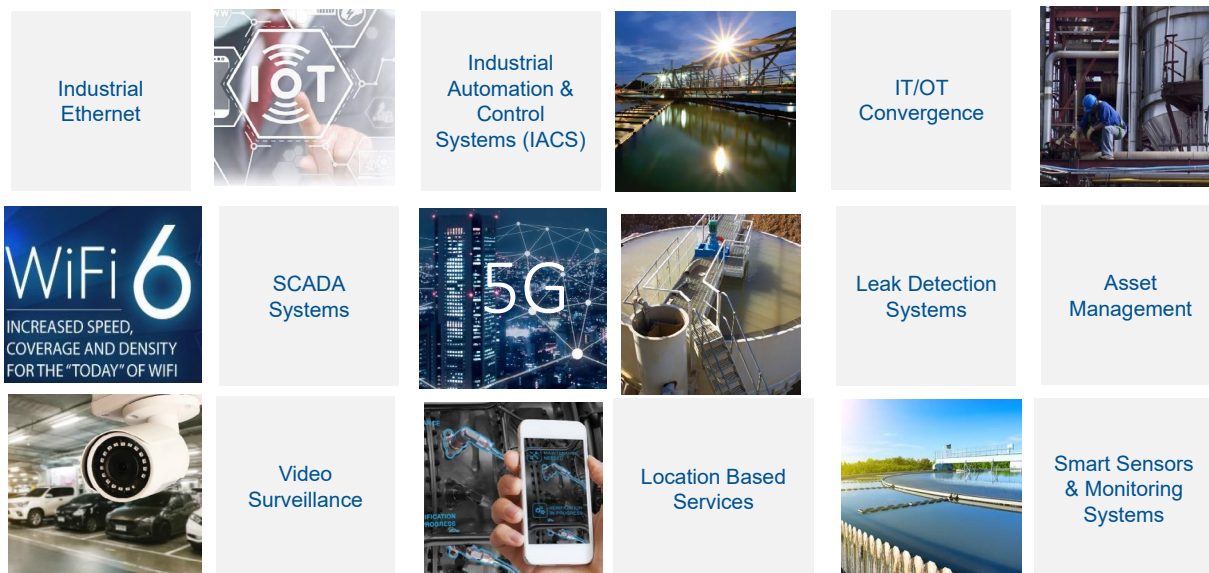 Industrial
Ethernet
IOT
Industrial
Automation &
Control
Systems (IACS)
IT/OT
Convergence
WiFi 6
INCREASED SPEED,
COVERAGE AND DENSITY
FOR THE "TODAY" OF WIFI
SCADA
Systems
5G
Leak Detection
Systems
Asset
Management
Video
Surveillance
Location Based
Services
Smart Sensors
& Monitoring
Systems